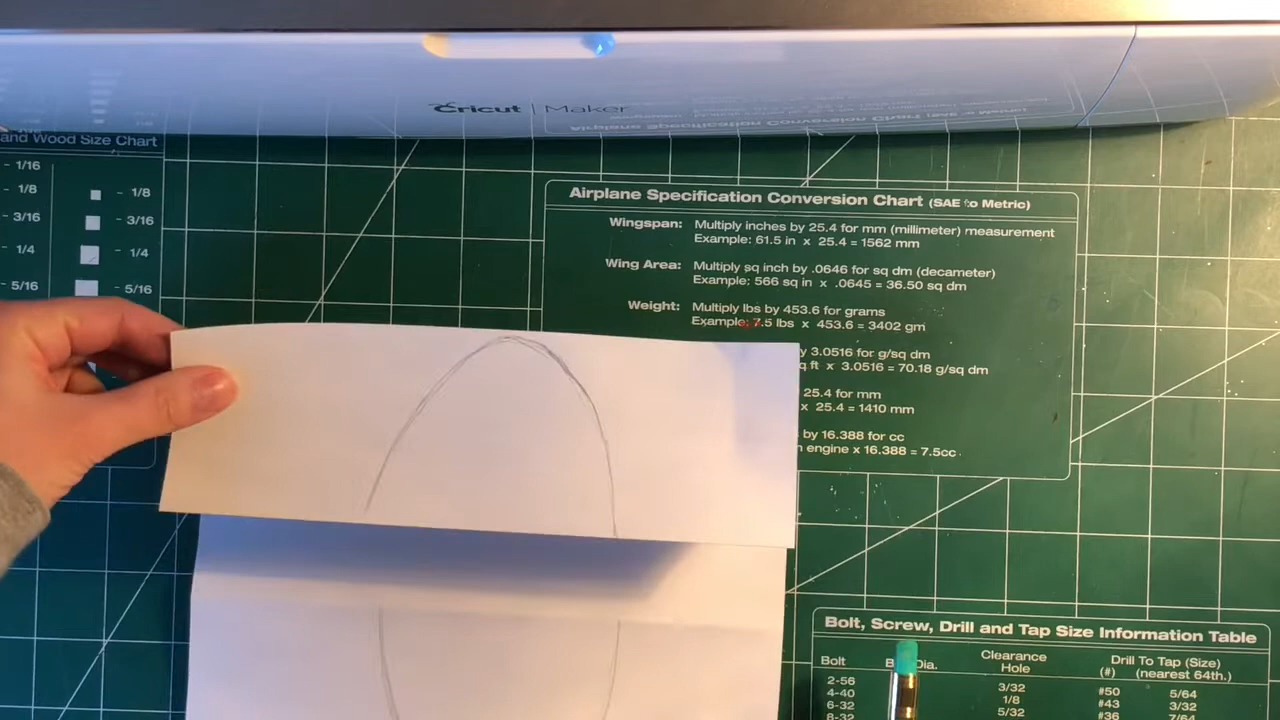 Cricut | Maker
and Wood Size Chart
- 1/16
- 1/8 - 1/8
- 3/16 - 3/16
- 1/4 - 1/4
- 5/16 - 5/16
Airplane Specification Conversion Chart (SAE to Metric)
Wingspan: Multiply inches by 25.4 for mm (millimeter) measurement
Example: 61.5 in x 25.4 = 1562 mm
Wing Area: Multiply sq inch by .0646 for sq dm (decameter)
Example: 566 sq in x .0645 = 36.50 sq dm
Weight: Multiply lbs by 453.6 for grams
Example: 7.5 lbs x 453.6 = 3402 gm
y 3.0516 for g/sq dm
q ft x 3.0516 = 70.18 g/sq dm
25.4 for mm
x 25.4 = 1410 mm
by 16.388 for cc
engine x 16.388 = 7.5cc
Bolt, Screw, Drill and Tap Size Information Table
Bolt Dia. Clearance Hole Drill To Tap (Size)
(#) (nearest 64th.)
2-56 3/32 #50 5/64
4-40 1/8 #43 3/32
6-32 5/32 #36
8-32